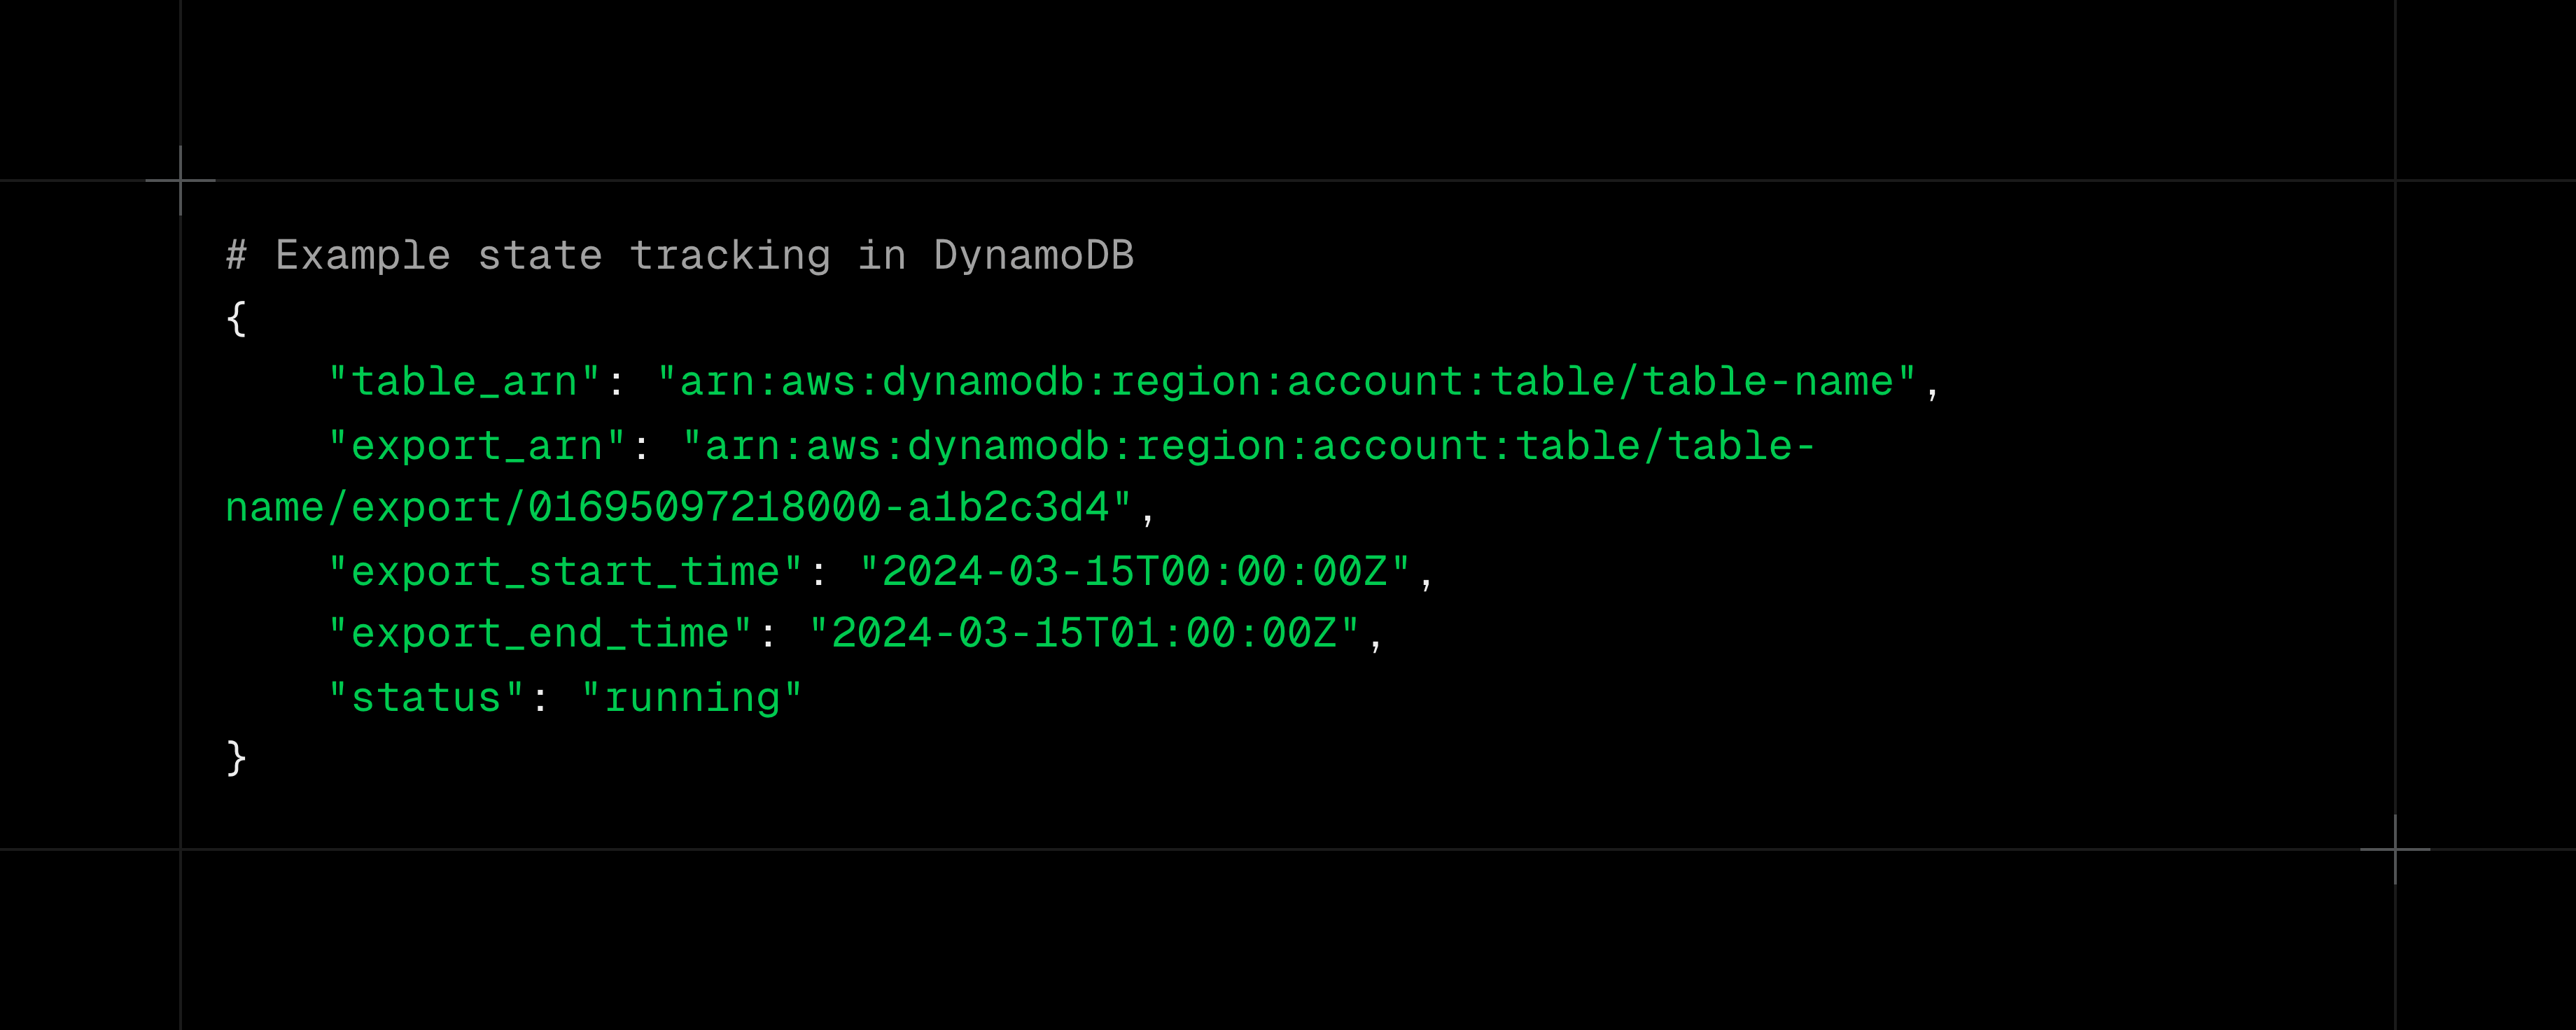 # Example state tracking in DynamoDB
{
    "table_arn": "arn:aws:dynamodb:region:account:table/table-name",
    "export_arn": "arn:aws:dynamodb:region:account:table/table-
name/export/01695097218000-a1b2c3d4",
    "export_start_time": "2024-03-15T00:00:00Z",
    "export_end_time": "2024-03-15T01:00:00Z",
    "status": "running"
}